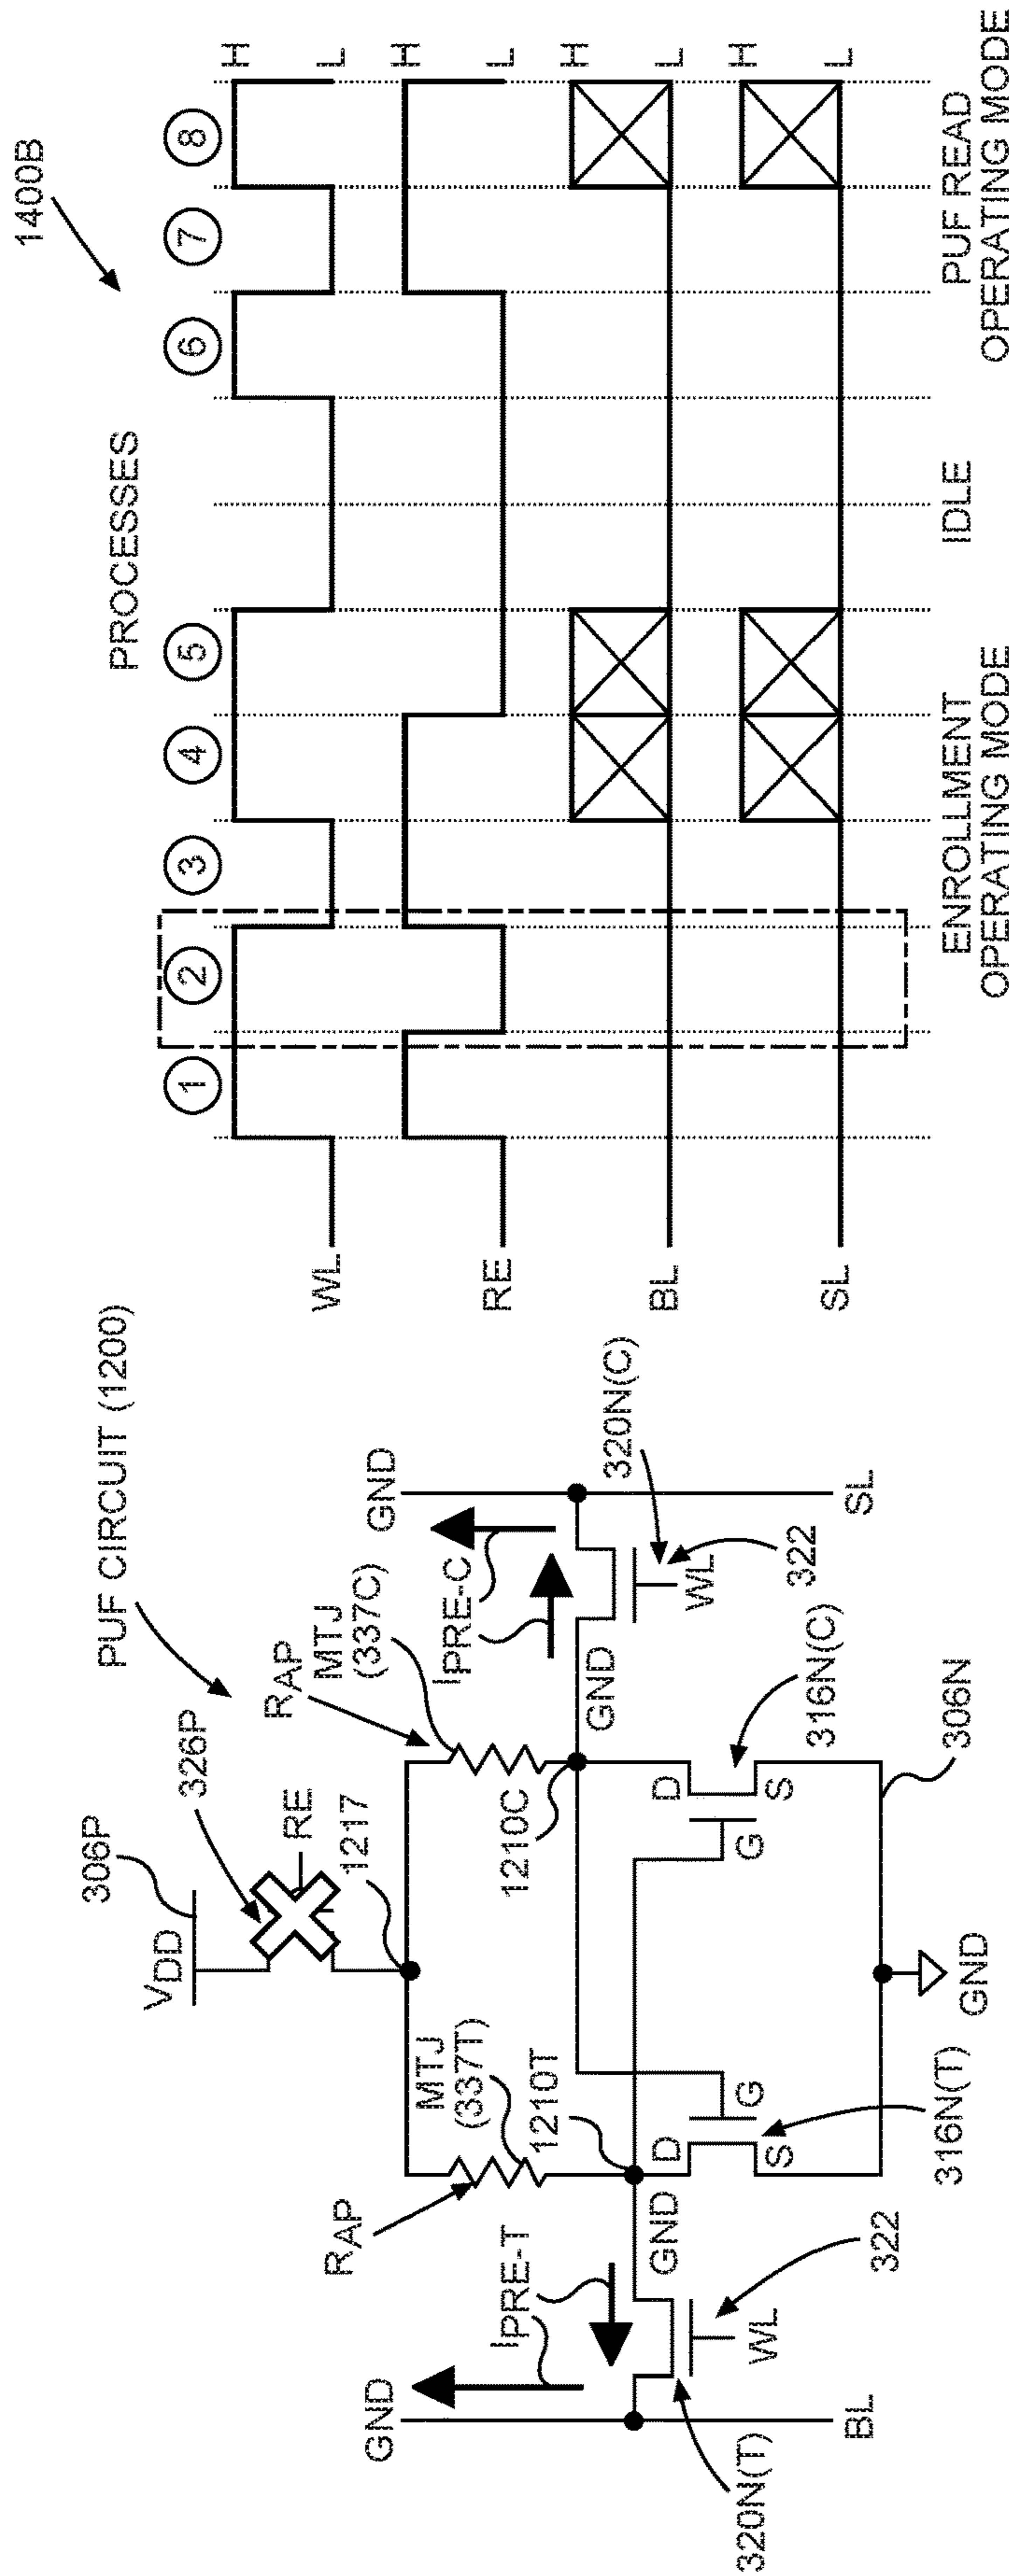 PUF CIRCUIT (1200)
306P
VDD
326P
RE
1217
RAP
MTJ
(337T)
1210T
RAP
MTJ
(337C)
1210C
GND
IPRE-T
GND
WL
322
320N(T)
BL
GND
IPRE-C
GND
WL
322
320N(C)
SL
D
G
S
316N(T)
D
G
S
316N(C)
GND
306N
1400B
PROCESSES
1 2 3 4 5 6 7 8
WL H L
RE H L
BL H L
SL H L
ENROLLMENT
OPERATING MODE
IDLE
PUF READ
OPERATING MODE